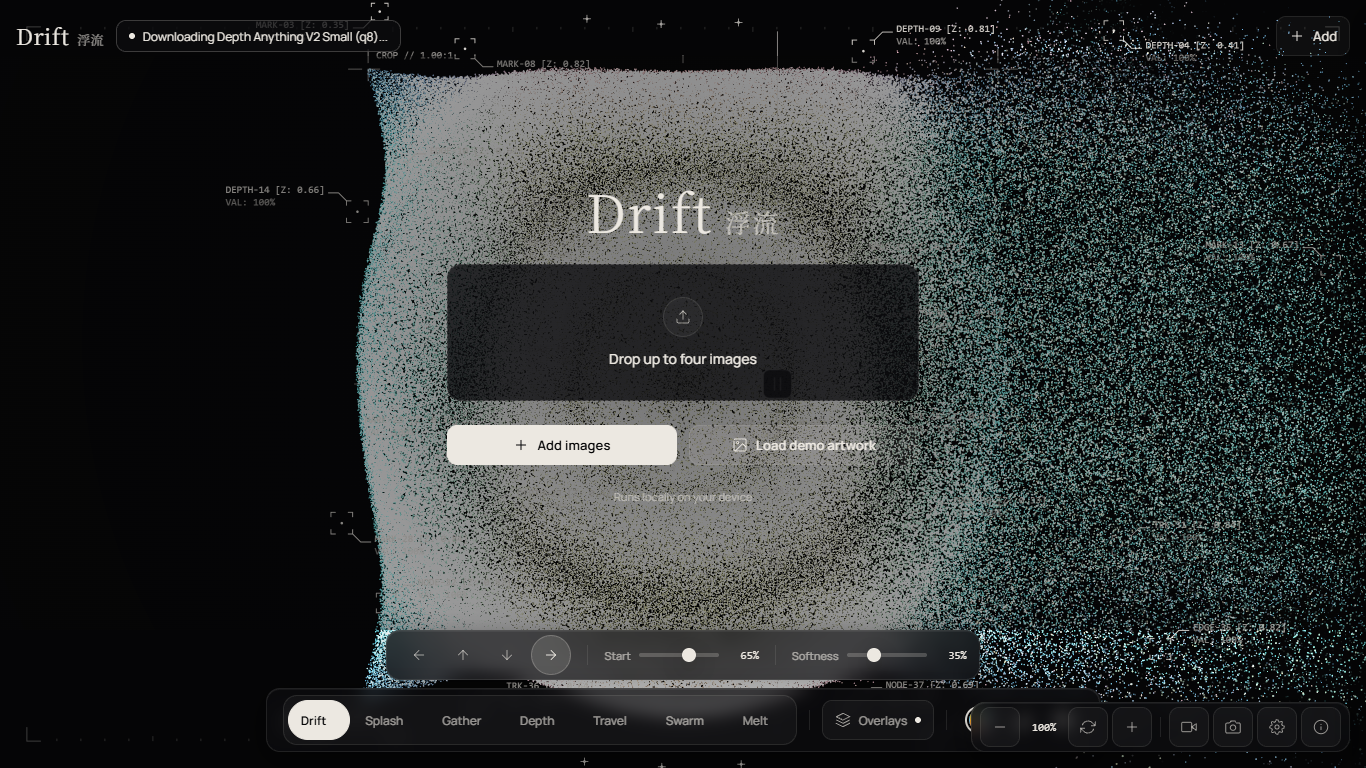 MARK-03 [Z: 0.35]
Drift 浮流
Downloading Depth Anything V2 Small (q8)...
DEPTH-09 [Z: 0.81]
VAL: 100%
Add
DEPTH-04 [Z: 0.41]
VAL: 100%
CROP // 1.00:1
MARK-08 [Z: 0.82]
DEPTH-14 [Z: 0.66]
VAL: 100%
Drift 浮流
Drop up to four images
Add images
Load demo artwork
Runs locally on your device
Start 65% Softness 35%
TRK-36
NODE-37 [Z: 0.69]
Drift Splash Gather Depth Travel Swarm Melt Overlays 100%